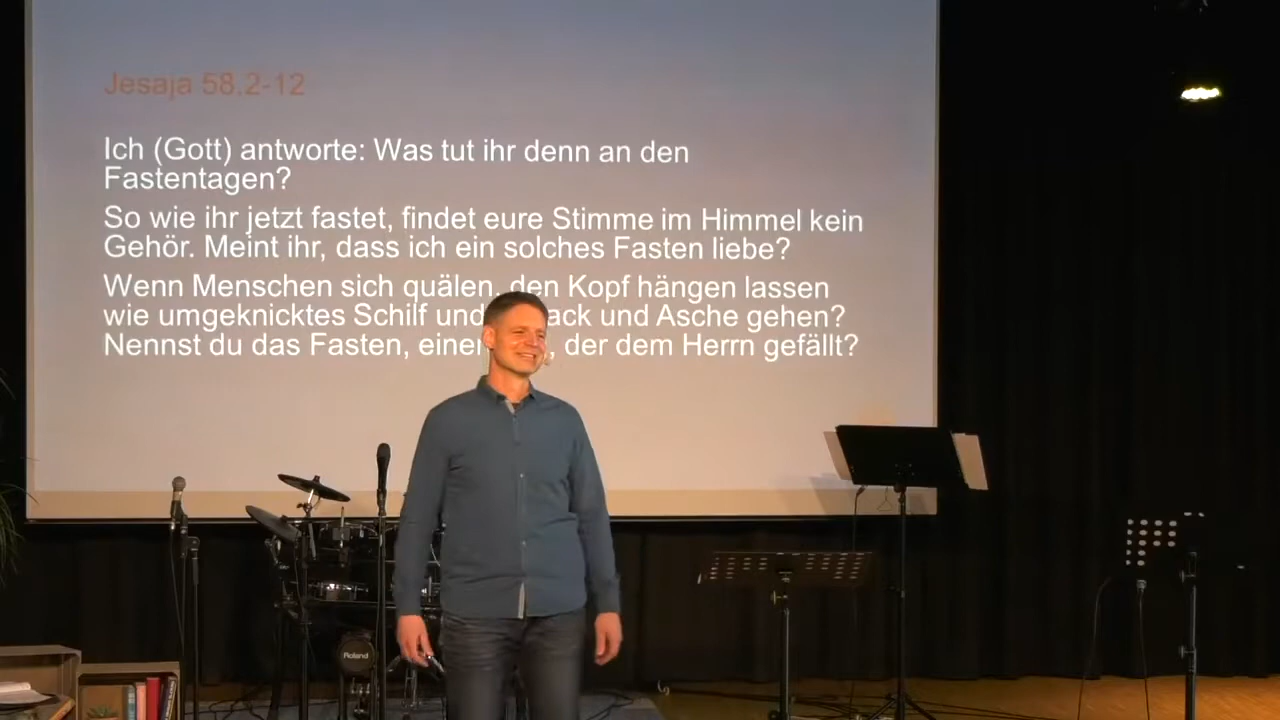 Jesaja 58,2-12
Ich (Gott) antworte: Was tut ihr denn an den
Fastentagen?
So wie ihr jetzt fastet, findet eure Stimme im Himmel kein
Gehör. Meint ihr, dass ich ein solches Fasten liebe?
Wenn Menschen sich quälen, den Kopf hängen lassen
wie umgeknicktes Schilf und ack und Asche gehen?
Nennst du das Fasten, einen , der dem Herrn gefällt?
Roland